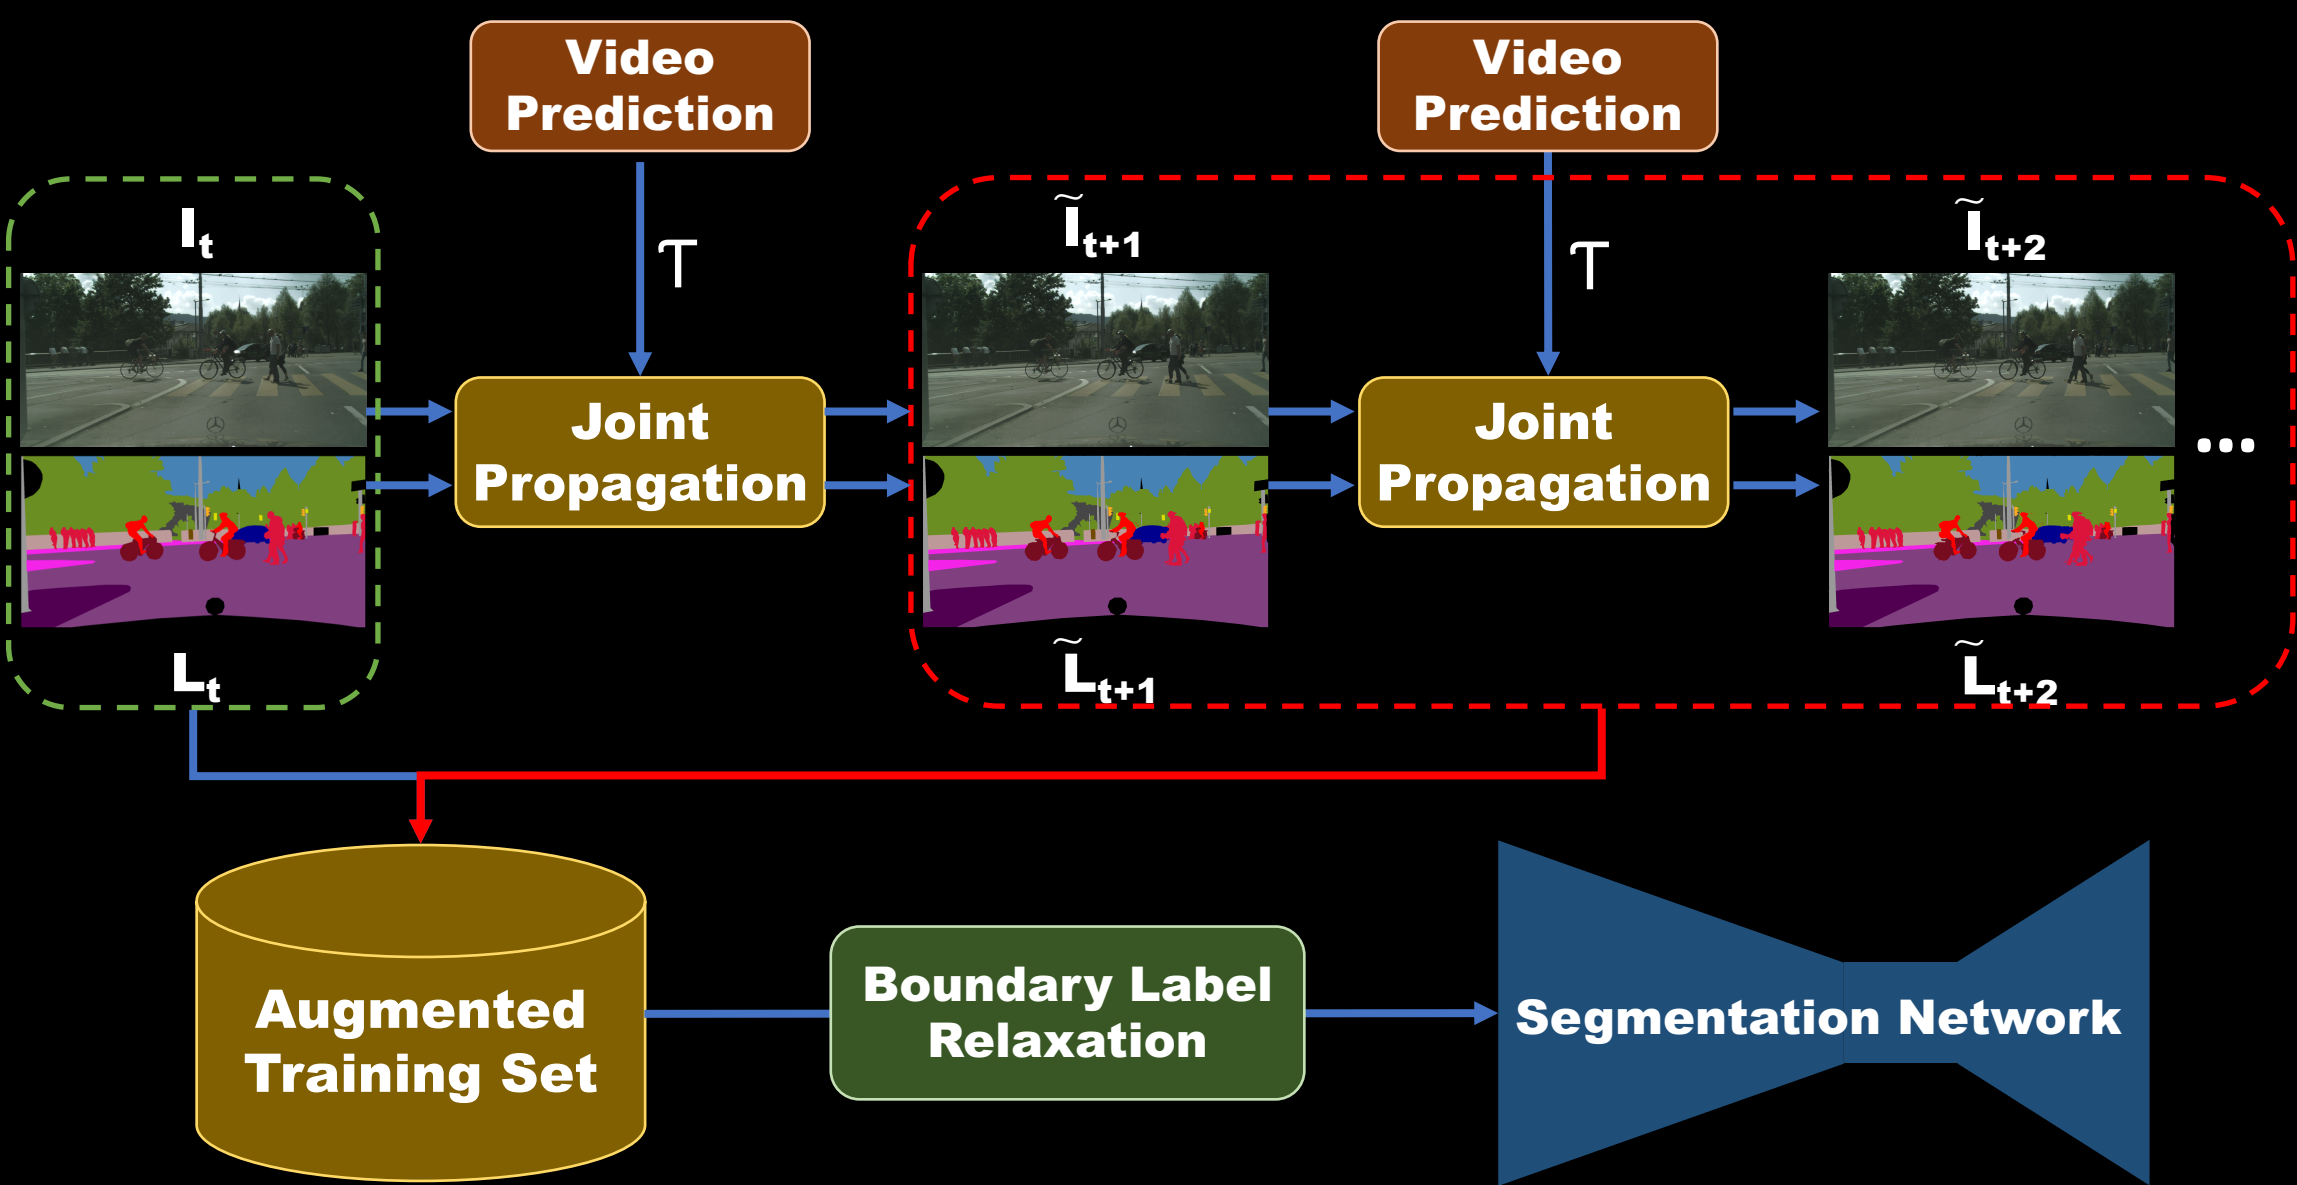 Video
Prediction
Video
Prediction
I_t
𝒯
Ĩ_t+1
𝒯
Ĩ_t+2
Joint
Propagation
Joint
Propagation
...
L_t
L̃_t+1
L̃_t+2
Augmented
Training Set
Boundary Label
Relaxation
Segmentation Network